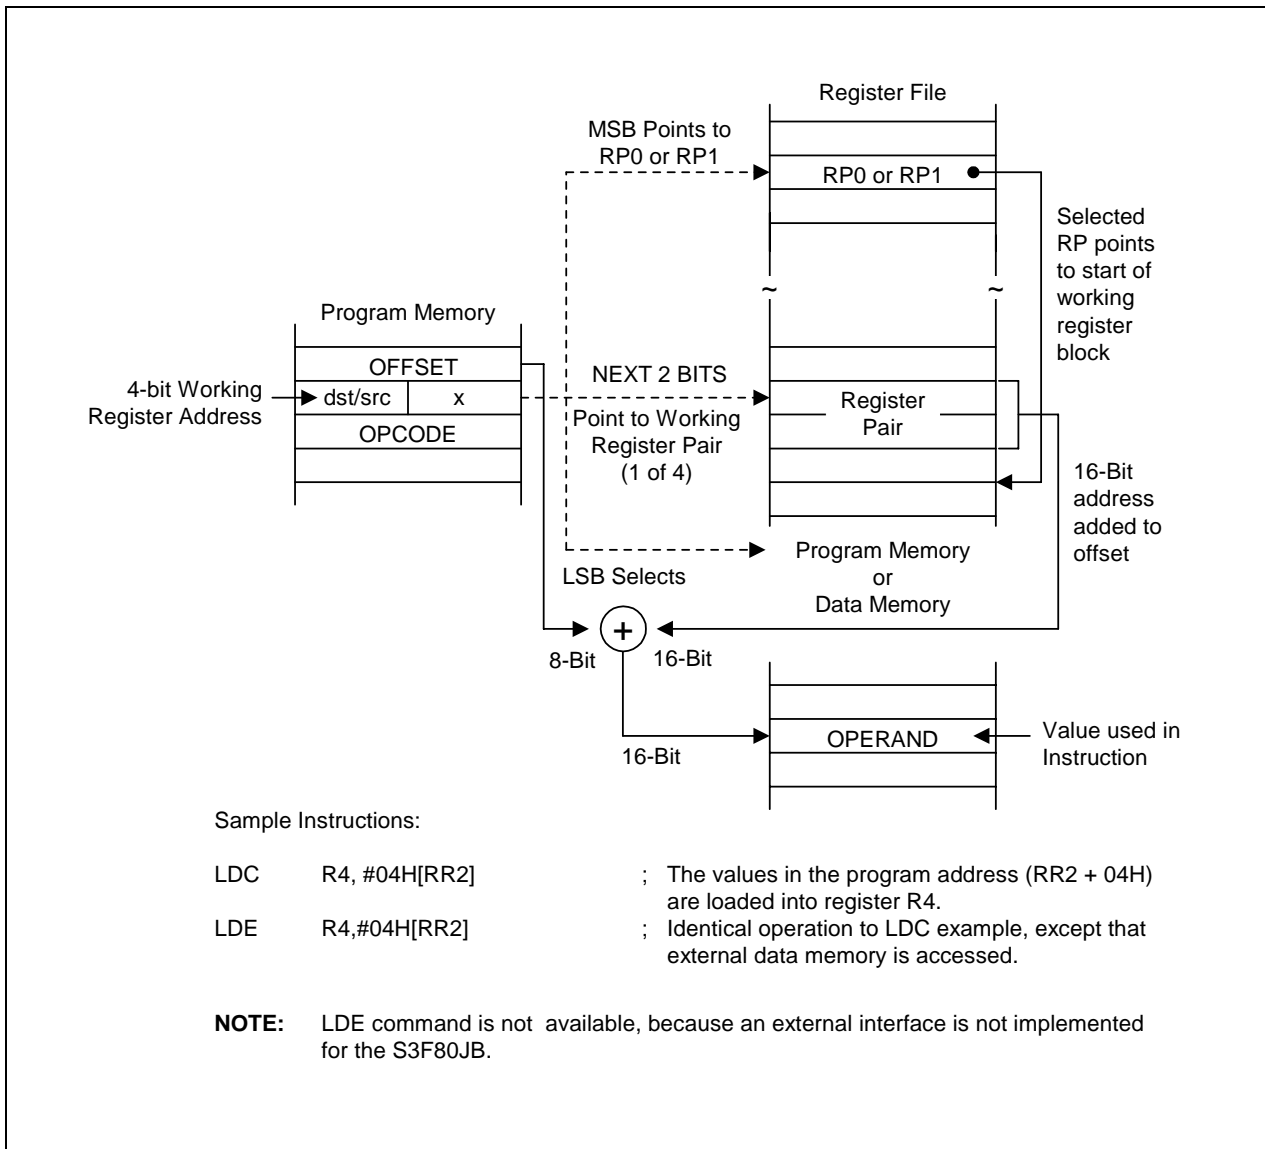 Register File
MSB Points to
RP0 or RP1
RP0 or RP1
Selected
RP points
to start of
working
register
block
~ ~
Program Memory
OFFSET
4-bit Working
Register Address
dst/src x
OPCODE
NEXT 2 BITS
Point to Working
Register Pair
(1 of 4)
Register
Pair
16-Bit
address
added to
offset
LSB Selects
Program Memory
or
Data Memory
+
8-Bit 16-Bit
16-Bit
OPERAND
Value used in
Instruction
Sample Instructions:
LDC R4, #04H[RR2] ; The values in the program address (RR2 + 04H)
are loaded into register R4.
LDE R4,#04H[RR2] ; Identical operation to LDC example, except that
external data memory is accessed.
NOTE: LDE command is not available, because an external interface is not implemented
for the S3F80JB.